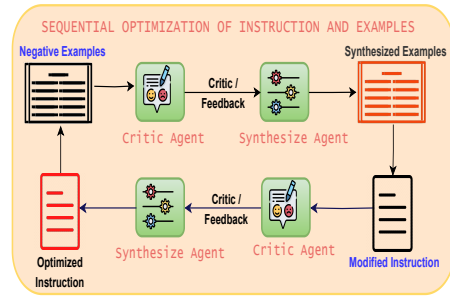 SEQUENTIAL OPTIMIZATION OF INSTRUCTION AND EXAMPLES
Negative Examples
Synthesized Examples
Critic /
Feedback
Critic Agent
Synthesize Agent
Critic /
Feedback
Synthesize Agent
Critic Agent
Optimized
Instruction
Modified Instruction